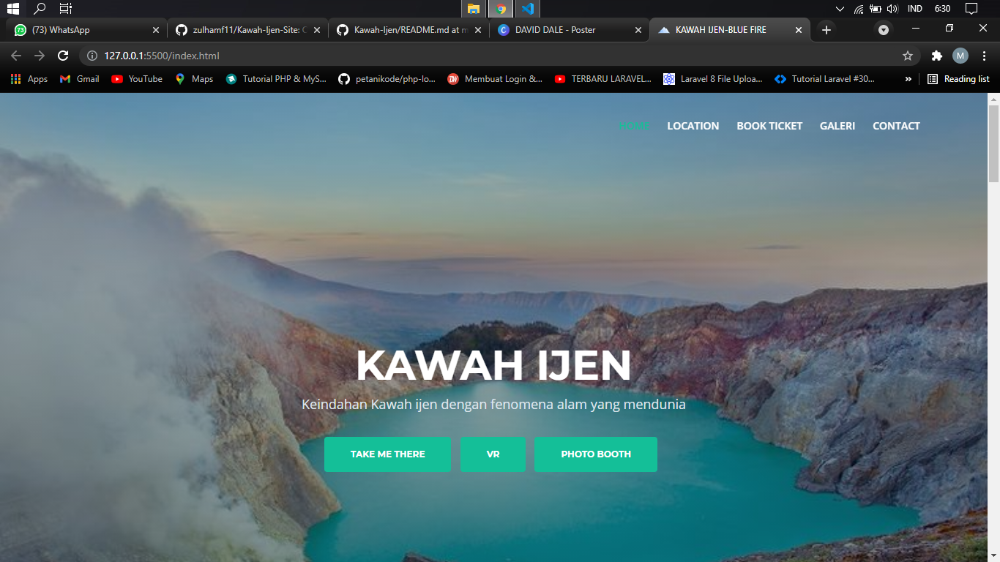 IND 6:30
73 (73) WhatsApp
zulhamf11/Kawah-Ijen-Site: C
Kawah-Ijen/README.md at m
C DAVID DALE - Poster
KAWAH IJEN-BLUE FIRE
127.0.0.1:5500/index.html
M
Apps
Gmail
YouTube
Maps
Tutorial PHP & MyS...
petanikode/php-lo...
Membuat Login &...
TERBARU LARAVEL...
Laravel 8 File Uploa...
Tutorial Laravel #30...
»
Reading list
HOME LOCATION BOOK TICKET GALERI CONTACT
KAWAH IJEN
Keindahan Kawah ijen dengan fenomena alam yang mendunia
TAKE ME THERE VR PHOTO BOOTH